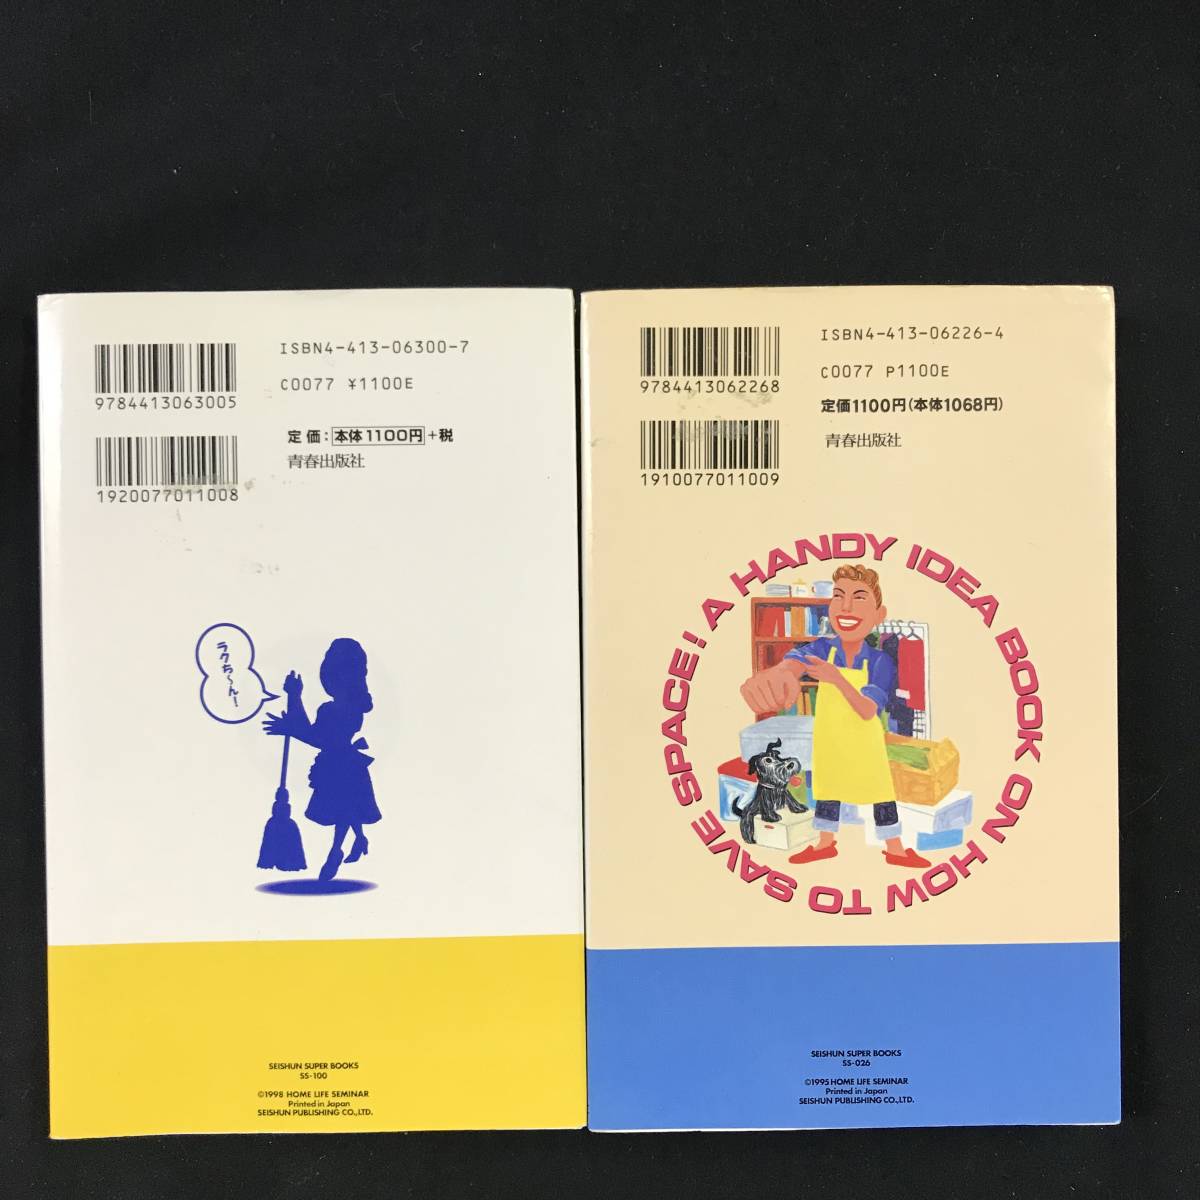 ISBN4-413-06300-7
C0077 ¥1100E
9784413063005
定価：本体1100円+税
青春出版社
1920077011008
ラクち〜ん！
SEISHUN SUPER BOOKS
SS-100
©1998 HOME LIFE SEMINAR
Printed in Japan
SEISHUN PUBLISHING CO.,LTD.
ISBN4-413-06226-4
C0077 P1100E
9784413062268
定価1100円(本体1068円)
青春出版社
1910077011009
A HANDY IDEA BOOK ON HOW TO SAVE SPACE!
SEISHUN SUPER BOOKS
SS-026
©1995 HOME LIFE SEMINAR
Printed in Japan
SEISHUN PUBLISHING CO.,LTD.